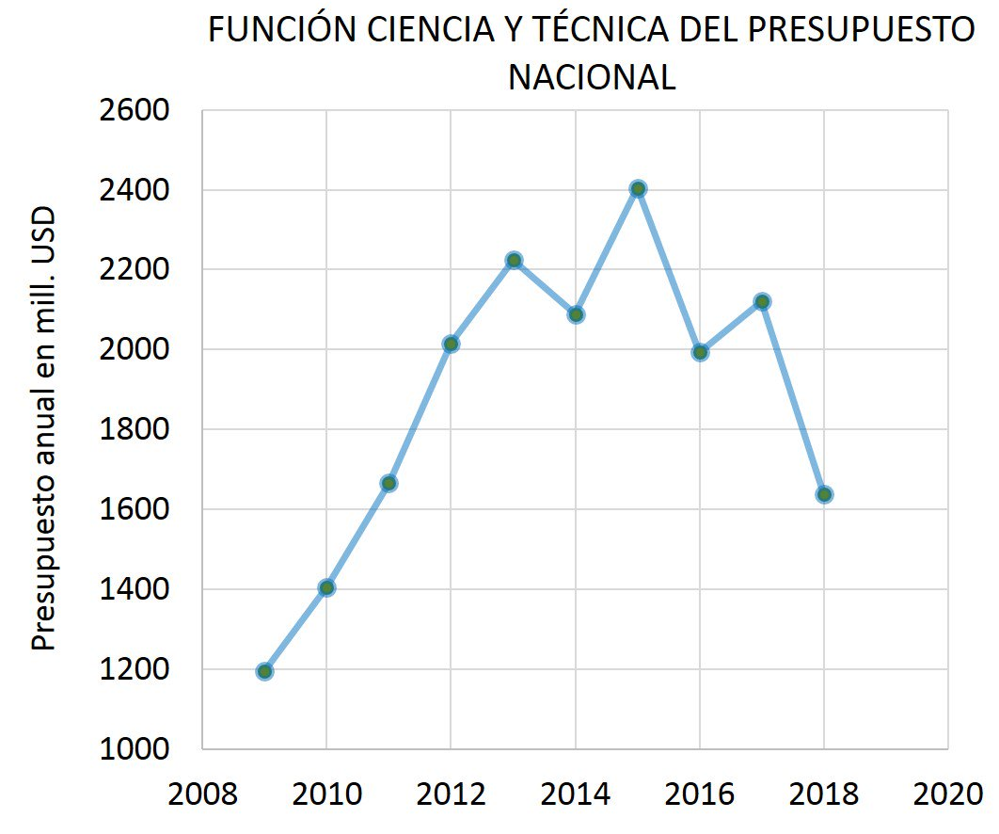 FUNCIÓN CIENCIA Y TÉCNICA DEL PRESUPUESTO
NACIONAL
Presupuesto anual en mill. USD
2600
2400
2200
2000
1800
1600
1400
1200
1000
2008 2010 2012 2014 2016 2018 2020